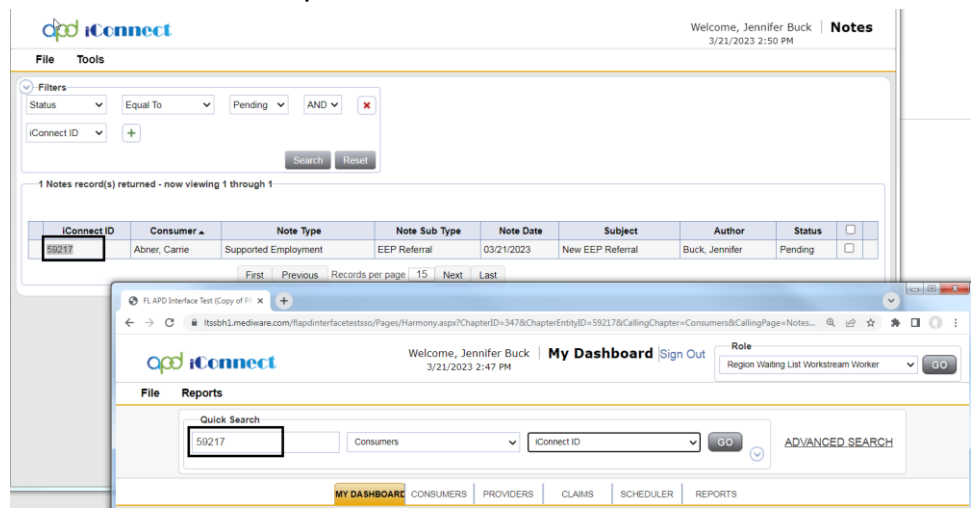 apd iConnect
Welcome, Jennifer Buck | Notes
3/21/2023 2:50 PM
File Tools
Filters
Status Equal To Pending AND
iConnect ID
Search Reset
1 Notes record(s) returned - now viewing 1 through 1
iConnect ID Consumer Note Type Note Sub Type Note Date Subject Author Status
59217 Abner, Carrie Supported Employment EEP Referral 03/21/2023 New EEP Referral Buck, Jennifer Pending
First Previous Records per page 15 Next Last
FL APD Interface Test (Copy of Pr
ltssbh1.mediware.com/flapdinterfacetestsso/Pages/Harmony.aspx?ChapterID=347&ChapterEntityID=59217&CallingChapter=Consumers&CallingPage=Notes...
apd iConnect
Welcome, Jennifer Buck | My Dashboard | Sign Out
3/21/2023 2:47 PM
Role
Region Waiting List Workstream Worker GO
File Reports
Quick Search
59217 Consumers iConnect ID GO ADVANCED SEARCH
MY DASHBOARD CONSUMERS PROVIDERS CLAIMS SCHEDULER REPORTS